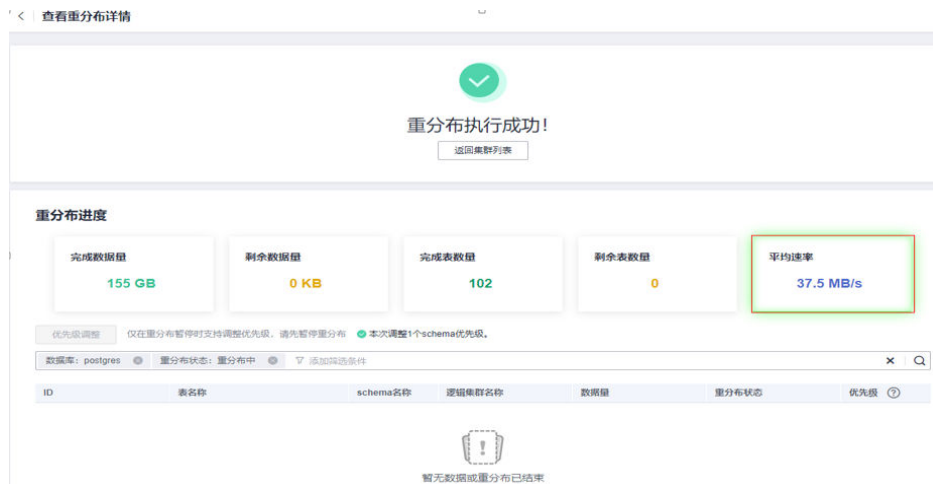 查看重分布详情
重分布执行成功!
返回集群列表
重分布进度
完成数据量 剩余数据量 完成表数量 剩余表数量 平均速率
155 GB 0 KB 102 0 37.5 MB/s
优先级调整 仅在重分布暂停时支持调整优先级，请先暂停重分布 本次调整1个schema优先级。
数据库：postgres 重分布状态：重分布中 添加筛选条件
ID 表名称 schema名称 逻辑集群名称 数据量 重分布状态 优先级
暂无数据或重分布已结束